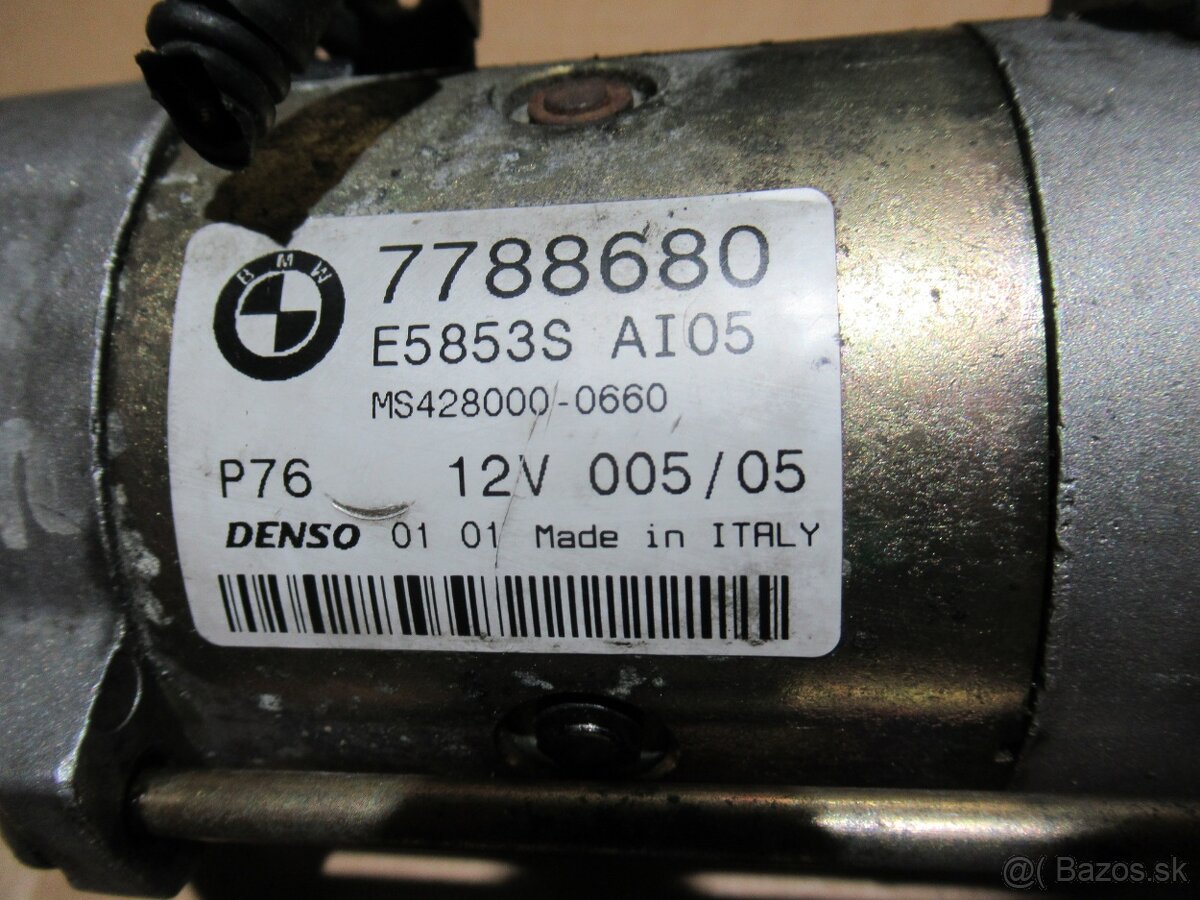 BMW
7788680
E5853S AI05
MS428000-0660
P76 12V 005/05
DENSO 01 01 Made in ITALY
@( Bazos.sk